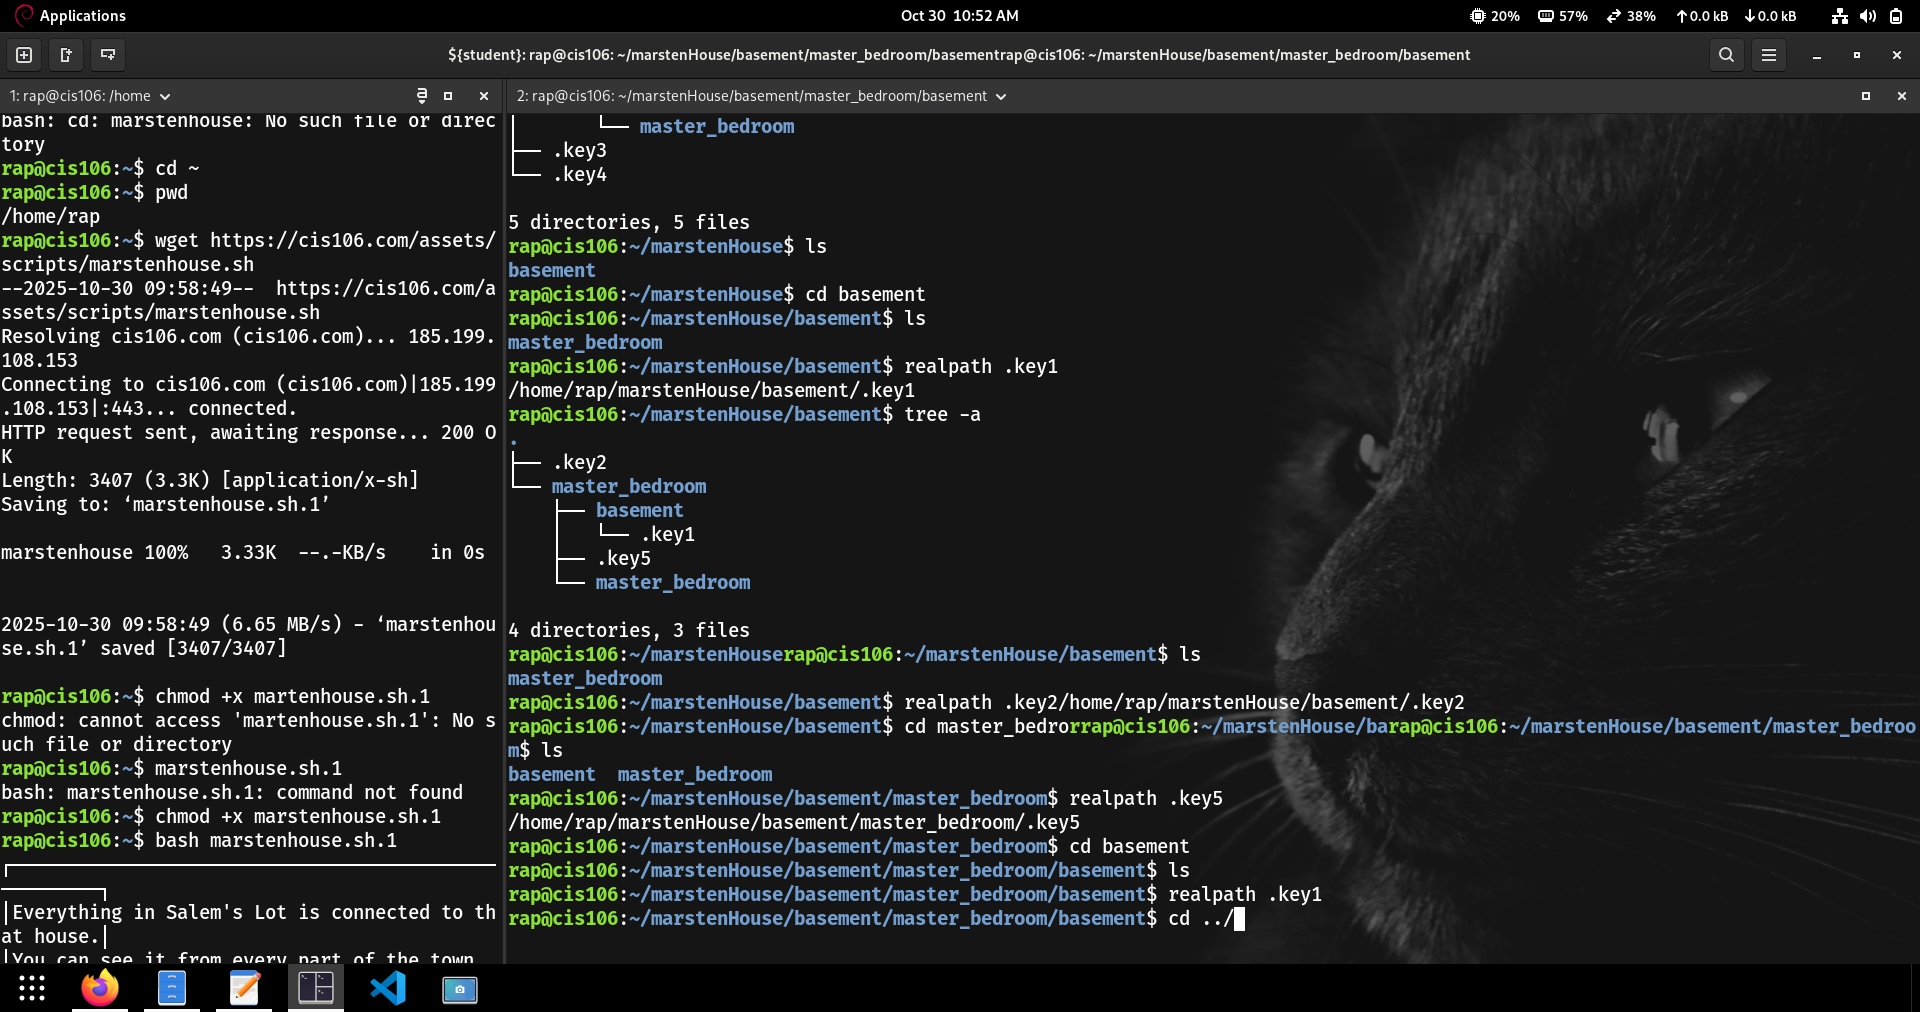 Applications
Oct 30 10:52 AM
20% 57% 38% ↑0.0 kB ↓0.0 kB
${student}: rap@cis106: ~/marstenHouse/basement/master_bedroom/basementrap@cis106: ~/marstenHouse/basement/master_bedroom/basement
1: rap@cis106: /home
bash: cd: marstenhouse: No such file or direc
tory
rap@cis106:~$ cd ~
rap@cis106:~$ pwd
/home/rap
rap@cis106:~$ wget https://cis106.com/assets/
scripts/marstenhouse.sh
--2025-10-30 09:58:49--  https://cis106.com/a
ssets/scripts/marstenhouse.sh
Resolving cis106.com (cis106.com)... 185.199.
108.153
Connecting to cis106.com (cis106.com)|185.199
.108.153|:443... connected.
HTTP request sent, awaiting response... 200 O
K
Length: 3407 (3.3K) [application/x-sh]
Saving to: ‘marstenhouse.sh.1’
marstenhouse 100%   3.33K  --.-KB/s    in 0s
2025-10-30 09:58:49 (6.65 MB/s) - ‘marstenhou
se.sh.1’ saved [3407/3407]
rap@cis106:~$ chmod +x martenhouse.sh.1
chmod: cannot access 'martenhouse.sh.1': No s
uch file or directory
rap@cis106:~$ marstenhouse.sh.1
bash: marstenhouse.sh.1: command not found
rap@cis106:~$ chmod +x marstenhouse.sh.1
rap@cis106:~$ bash marstenhouse.sh.1
|Everything in Salem's Lot is connected to th
at house.|
|You can see it from every part of the town
2: rap@cis106: ~/marstenHouse/basement/master_bedroom/basement
│       └── master_bedroom
├── .key3
└── .key4
5 directories, 5 files
rap@cis106:~/marstenHouse$ ls
basement
rap@cis106:~/marstenHouse$ cd basement
rap@cis106:~/marstenHouse/basement$ ls
master_bedroom
rap@cis106:~/marstenHouse/basement$ realpath .key1
/home/rap/marstenHouse/basement/.key1
rap@cis106:~/marstenHouse/basement$ tree -a
.
├── .key2
└── master_bedroom
    ├── basement
    │   └── .key1
    ├── .key5
    └── master_bedroom
4 directories, 3 files
rap@cis106:~/marstenHouserap@cis106:~/marstenHouse/basement$ ls
master_bedroom
rap@cis106:~/marstenHouse/basement$ realpath .key2/home/rap/marstenHouse/basement/.key2
rap@cis106:~/marstenHouse/basement$ cd master_bedrorrap@cis106:~/marstenHouse/barap@cis106:~/marstenHouse/basement/master_bedroo
m$ ls
basement  master_bedroom
rap@cis106:~/marstenHouse/basement/master_bedroom$ realpath .key5
/home/rap/marstenHouse/basement/master_bedroom/.key5
rap@cis106:~/marstenHouse/basement/master_bedroom$ cd basement
rap@cis106:~/marstenHouse/basement/master_bedroom/basement$ ls
rap@cis106:~/marstenHouse/basement/master_bedroom/basement$ realpath .key1
rap@cis106:~/marstenHouse/basement/master_bedroom/basement$ cd ../